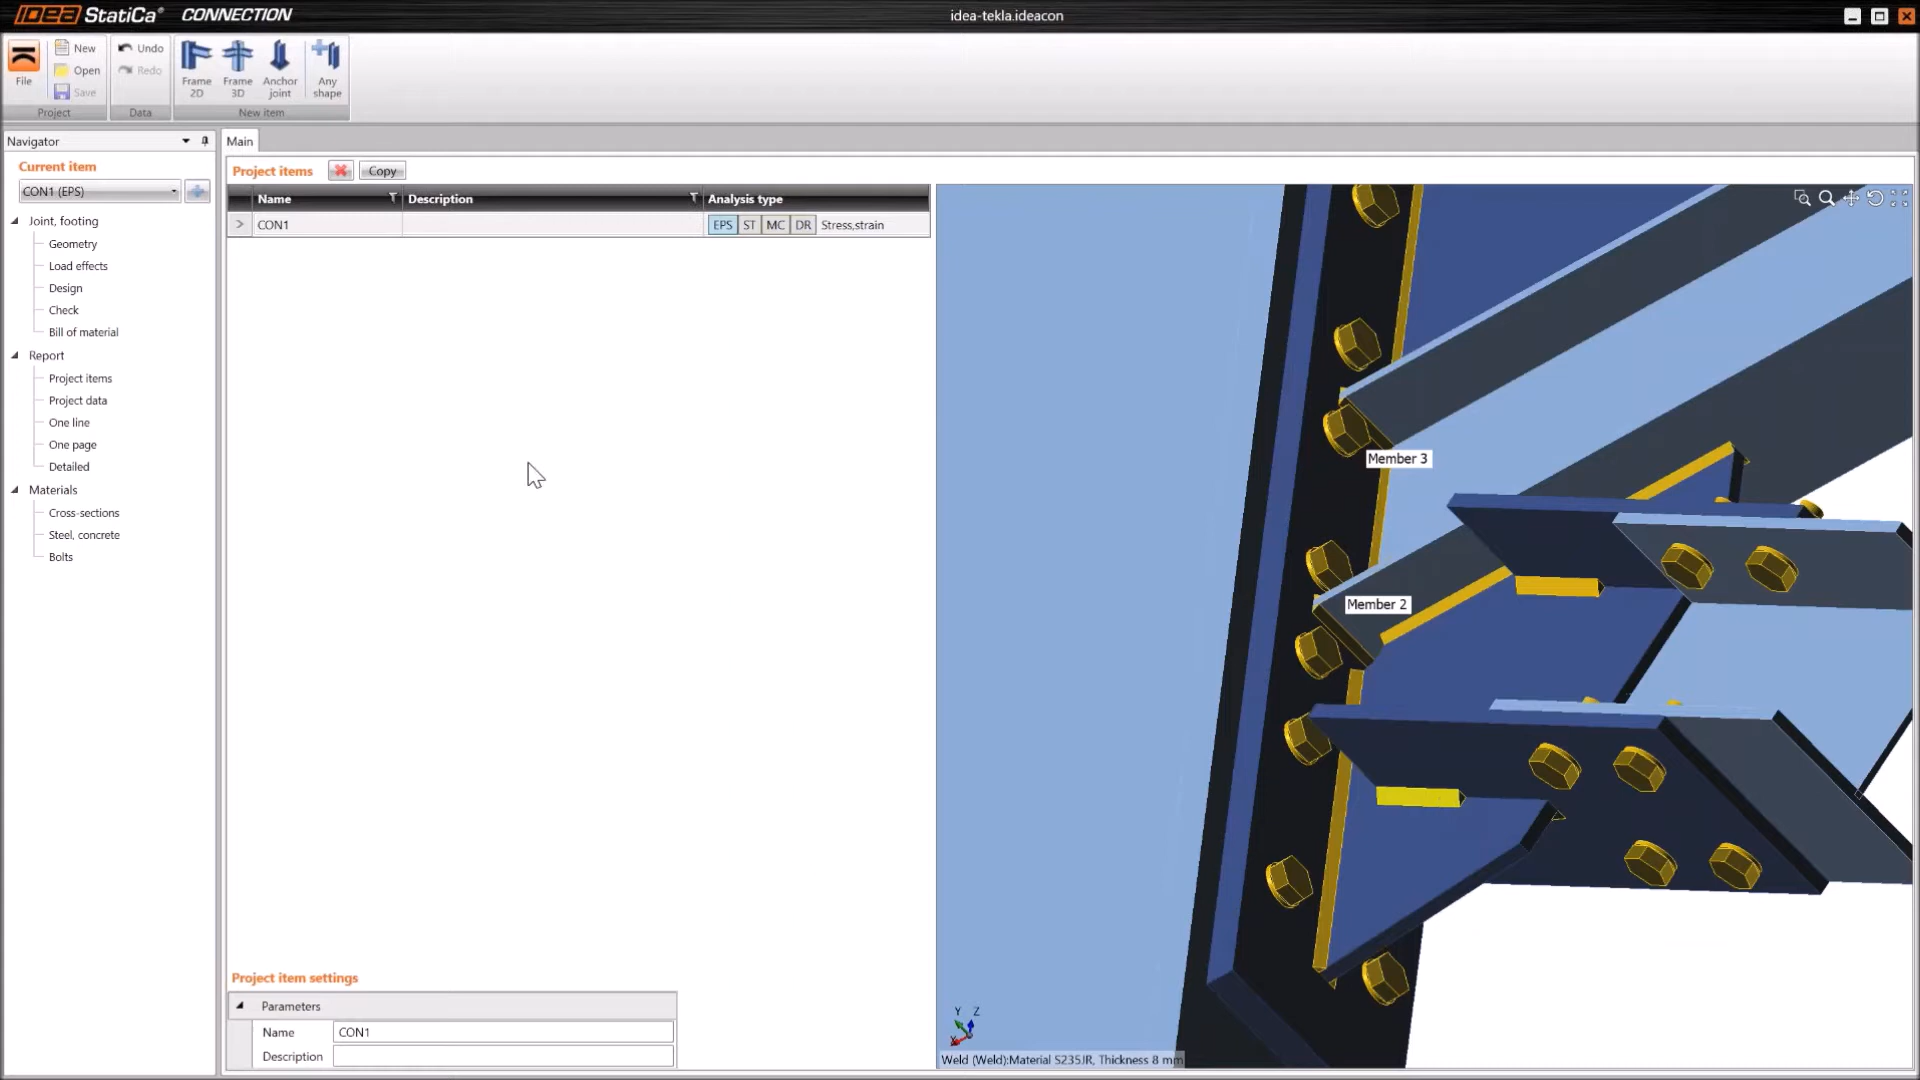 IDEA StatiCa® CONNECTION
idea-tekla.ideacon
File
New
Open
Save
Project
Undo
Redo
Data
Frame 2D
Frame 3D
Anchor joint
Any shape
New item
Navigator
Current item
CON1 (EPS)
Joint, footing
Geometry
Load effects
Design
Check
Bill of material
Report
Project items
Project data
One line
One page
Detailed
Materials
Cross-sections
Steel, concrete
Bolts
Main
Project items
Copy
Name Description Analysis type
CON1 EPS ST MC DR Stress,strain
Member 3
Member 2
Y Z
X
Weld (Weld):Material S235JR, Thickness 8 mm
Project item settings
Parameters
Name CON1
Description